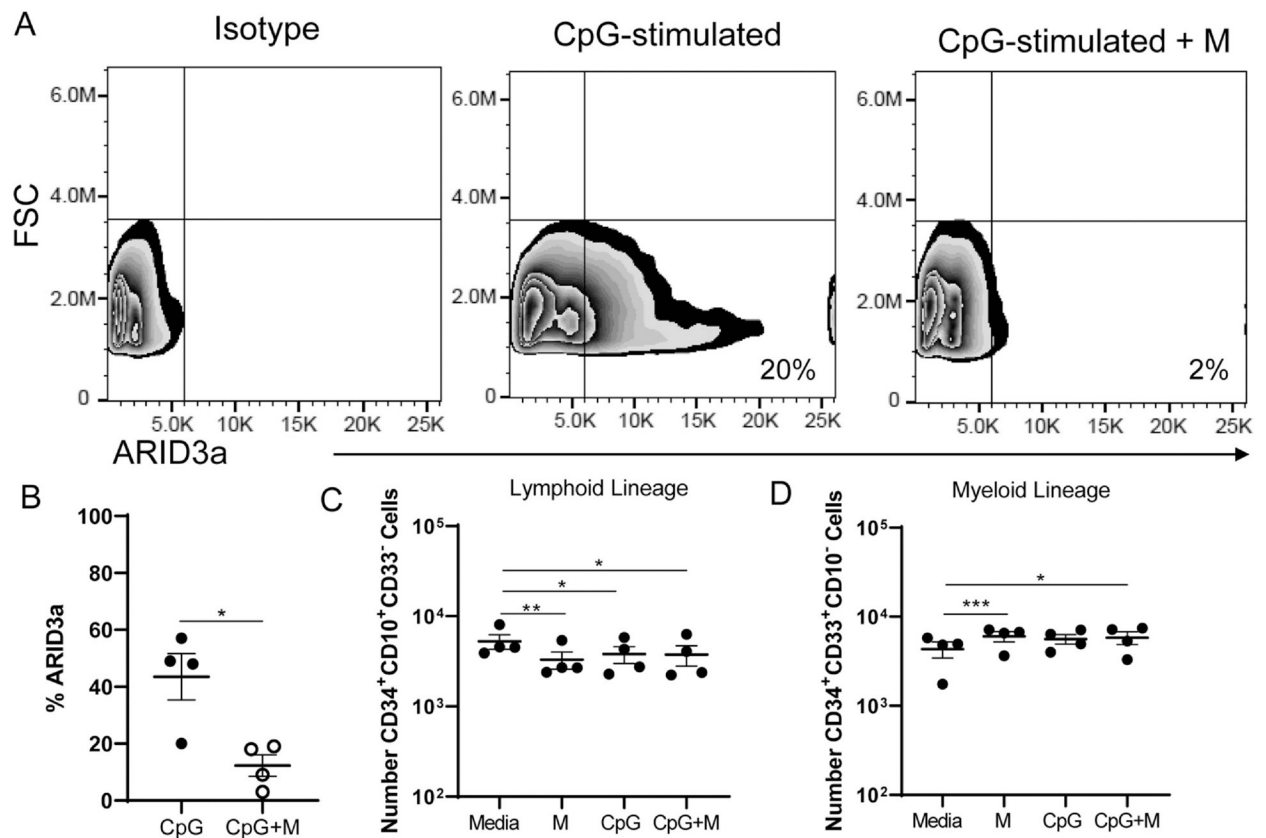 A
Isotype
CpG-stimulated
CpG-stimulated + M
FSC
6.0M
4.0M
2.0M
0
5.0K 10K 15K 20K 25K
6.0M
4.0M
2.0M
0
5.0K 10K 15K 20K 25K
20%
6.0M
4.0M
2.0M
0
5.0K 10K 15K 20K 25K
2%
ARID3a
B
% ARID3a
100
80
60
40
20
0
*
CpG CpG+M
C
Lymphoid Lineage
Number CD34⁺CD10⁺CD33⁻ Cells
10⁵
10⁴
10³
10²
*
*
**
Media M CpG CpG+M
D
Myeloid Lineage
Number CD34⁺CD33⁺CD10⁻ Cells
10⁵
10⁴
10³
10²
*
***
Media M CpG CpG+M